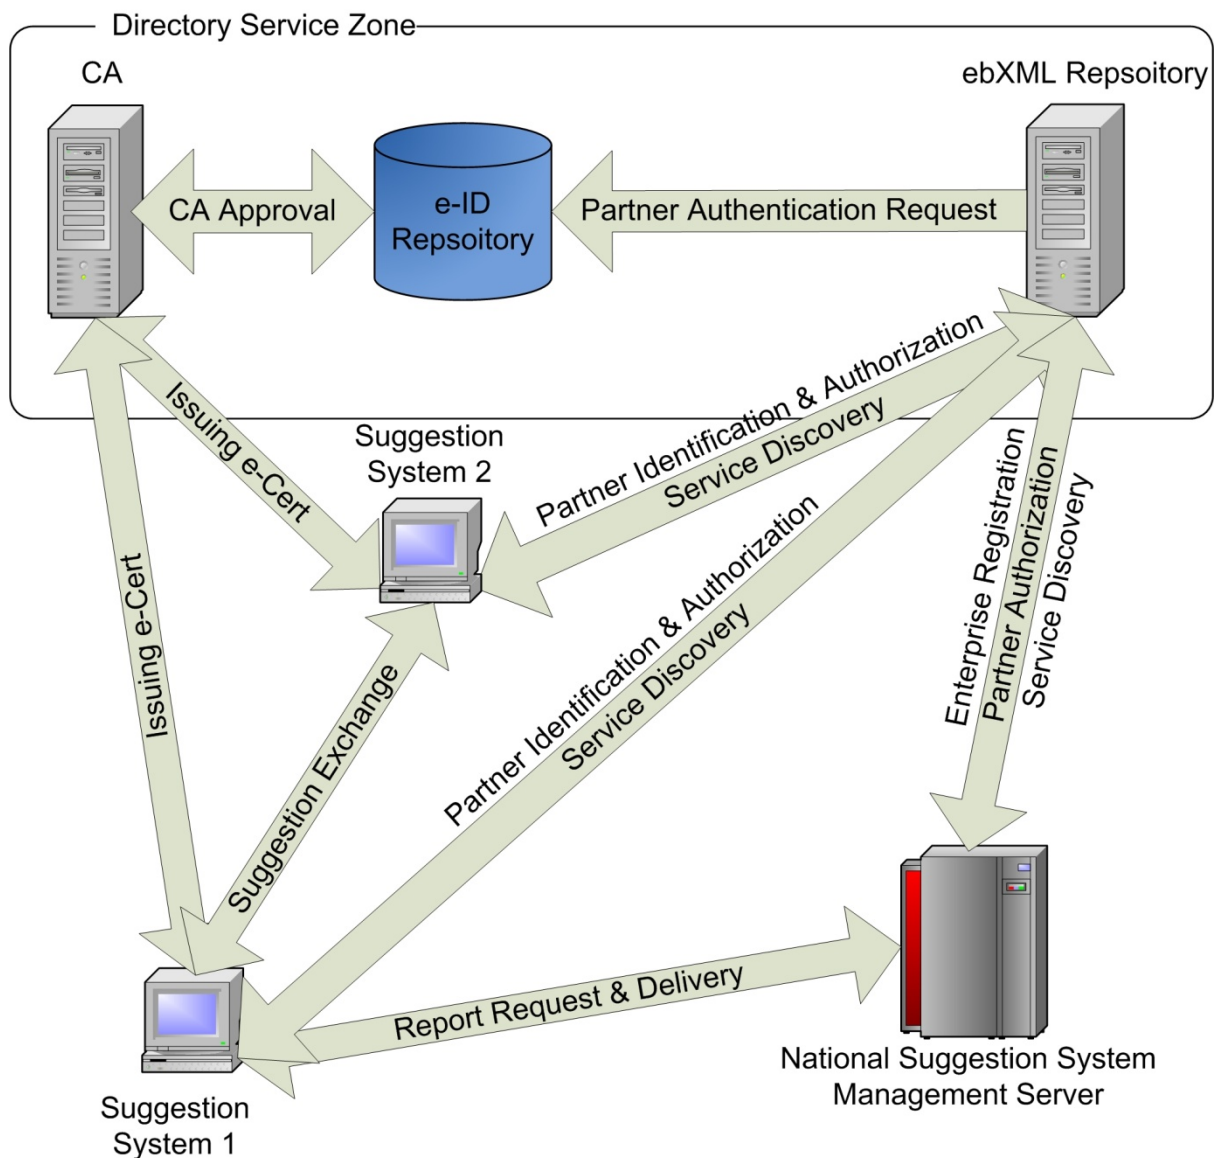 Directory Service Zone
CA
ebXML Repsoitory
CA Approval
e-ID
Repsoitory
Partner Authentication Request
Issuing e-Cert
Suggestion
System 2
Partner Identification & Authorization
Service Discovery
Issuing e-Cert
Suggestion Exchange
Partner Identification & Authorization
Service Discovery
Enterprise Registration
Partner Authorization
Service Discovery
Report Request & Delivery
National Suggestion System
Management Server
Suggestion
System 1